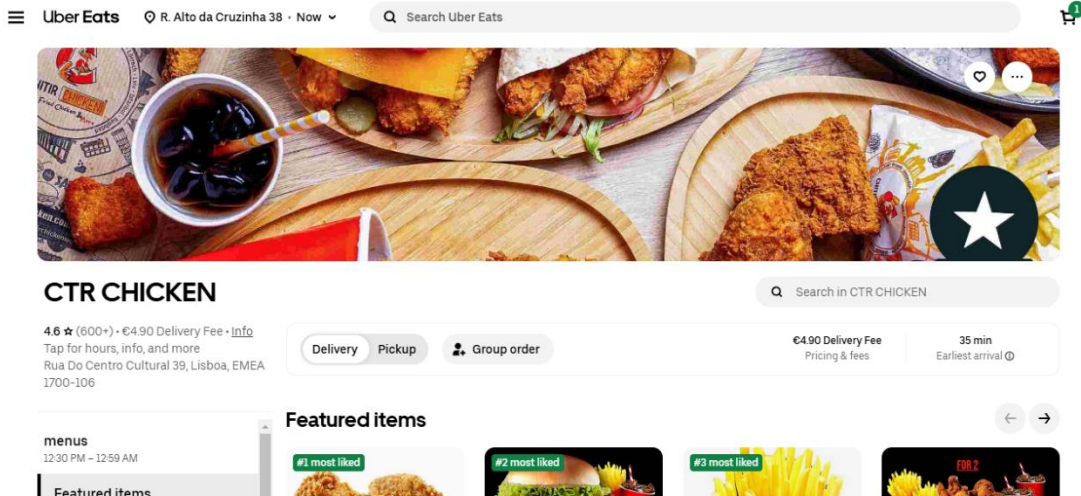 Uber Eats
R. Alto da Cruzinha 38 · Now
Search Uber Eats
1
CTR CHICKEN
Search in CTR CHICKEN
4.6 ★ (600+) • €4.90 Delivery Fee • Info
Tap for hours, info, and more
Rua Do Centro Cultural 39, Lisboa, EMEA
1700-106
Delivery
Pickup
Group order
€4.90 Delivery Fee
Pricing & fees
35 min
Earliest arrival
Featured items
menus
12:30 PM – 12:59 AM
Featured items
#1 most liked
#2 most liked
#3 most liked
FOR 2